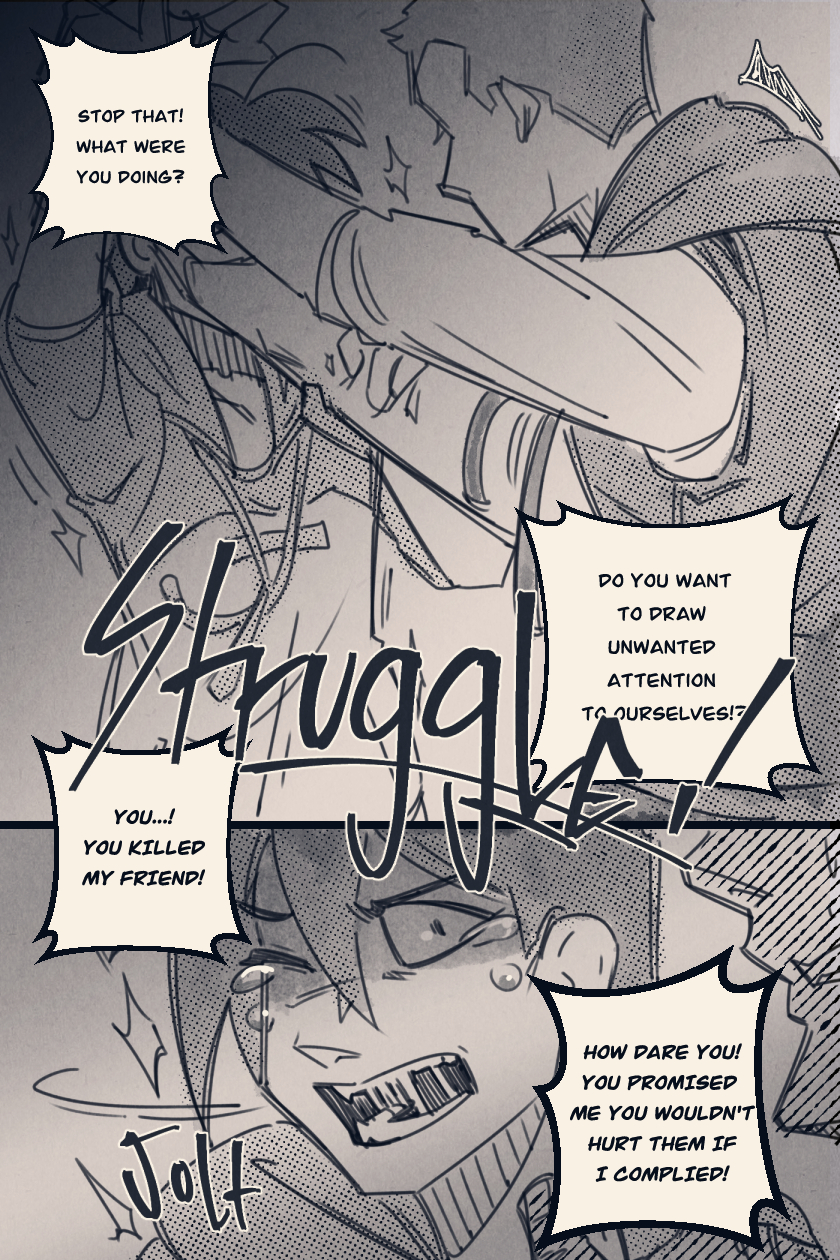 STOP THAT!
WHAT WERE
YOU DOING?
DO YOU WANT
TO DRAW
UNWANTED
ATTENTION
TO OURSELVES!?
Struggle!
YOU...!
YOU KILLED
MY FRIEND!
HOW DARE YOU!
YOU PROMISED
ME YOU WOULDN'T
HURT THEM IF
I COMPLIED!
Jolt